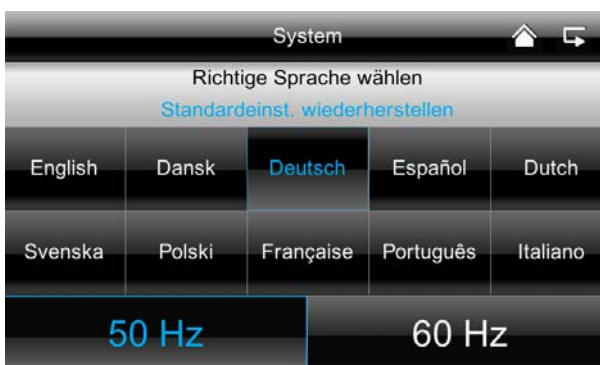 System
Richtige Sprache wählen
Standardeinst. wiederherstellen
English Dansk Deutsch Español Dutch
Svenska Polski Française Português Italiano
50 Hz 60 Hz